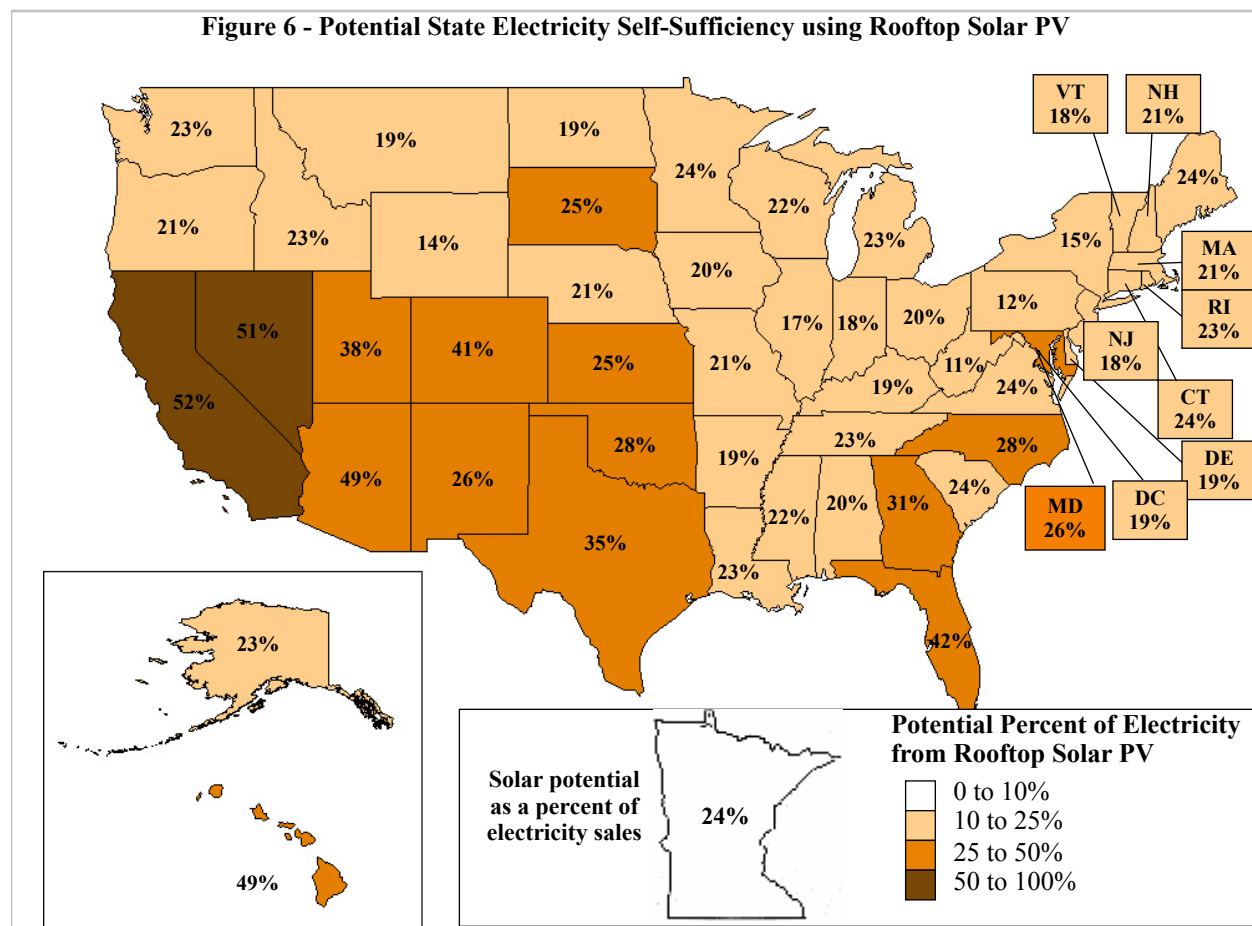 Figure 6 - Potential State Electricity Self-Sufficiency using Rooftop Solar PV
VT
18%
NH
21%
23%
19%
19%
24%
22%
23%
24%
21%
23%
14%
25%
20%
15%
MA
21%
RI
23%
51%
38%
41%
21%
25%
21%
17%
18%
20%
12%
11%
19%
24%
NJ
18%
CT
24%
DE
19%
52%
49%
26%
28%
35%
19%
23%
28%
24%
22%
20%
31%
23%
42%
MD
26%
DC
19%
23%
49%
Solar potential
as a percent of
electricity sales
24%
Potential Percent of Electricity
from Rooftop Solar PV
0 to 10%
10 to 25%
25 to 50%
50 to 100%